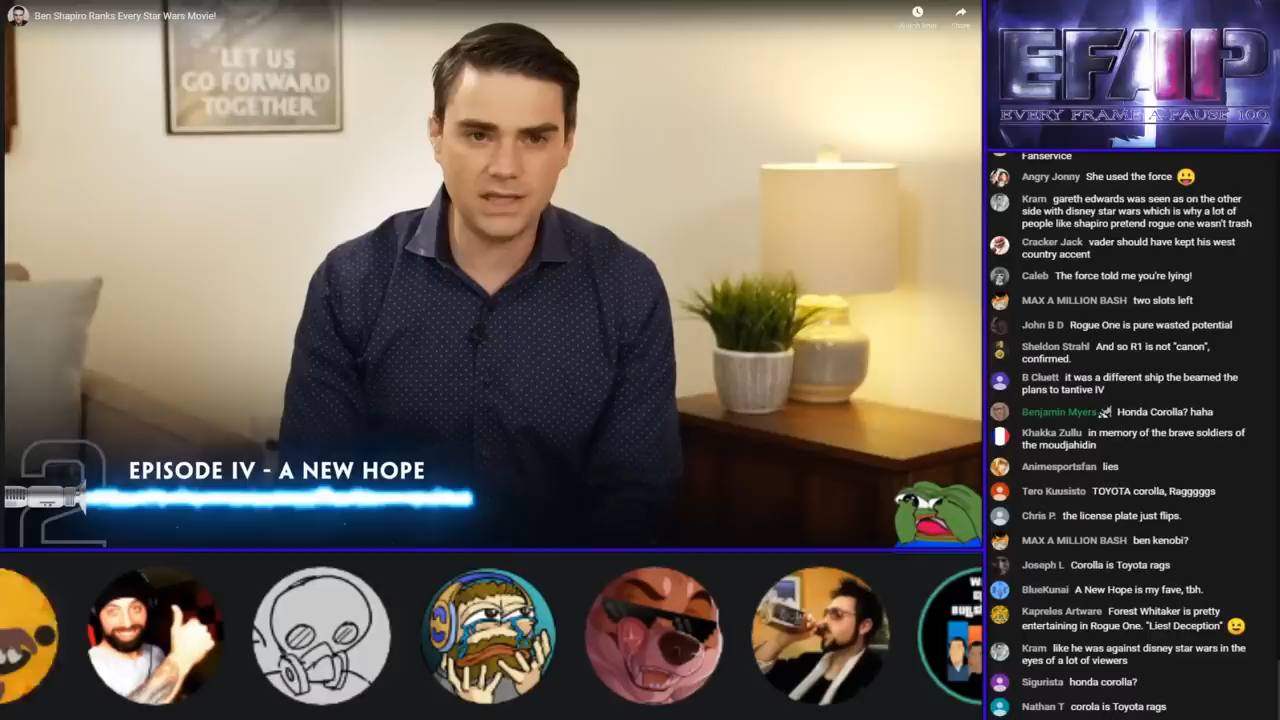 Ben Shapiro Ranks Every Star Wars Movie!
Watch later
Share
LET US
GO FORWARD
TOGETHER
2
EPISODE IV - A NEW HOPE
EFAP
EVERY FRAME A PAUSE 100
Fanservice
Angry Jonny She used the force
Kram gareth edwards was seen as on the other
side with disney star wars which is why a lot of
people like shapiro pretend rogue one wasn't trash
Cracker Jack vader should have kept his west
country accent
Caleb The force told me you're lying!
MAX A MILLION BASH two slots left
John B D Rogue One is pure wasted potential
Sheldon Strahl And so R1 is not "canon",
confirmed.
B Cluett it was a different ship the beamed the
plans to tantive IV
Benjamin Myers Honda Corolla? haha
Khakka Zullu in memory of the brave soldiers of
the moudjahidin
Animesportsfan lies
Tero Kuusisto TOYOTA corolla, Ragggggs
Chris P. the license plate just flips.
MAX A MILLION BASH ben kenobi?
Joseph L Corolla is Toyota rags
BlueKunai A New Hope is my fave, tbh.
Kapreles Artware Forest Whitaker is pretty
entertaining in Rogue One. "Lies! Deception"
Kram like he was against disney star wars in the
eyes of a lot of viewers
Sigurista honda corolla?
Nathan T corola is Toyota rags